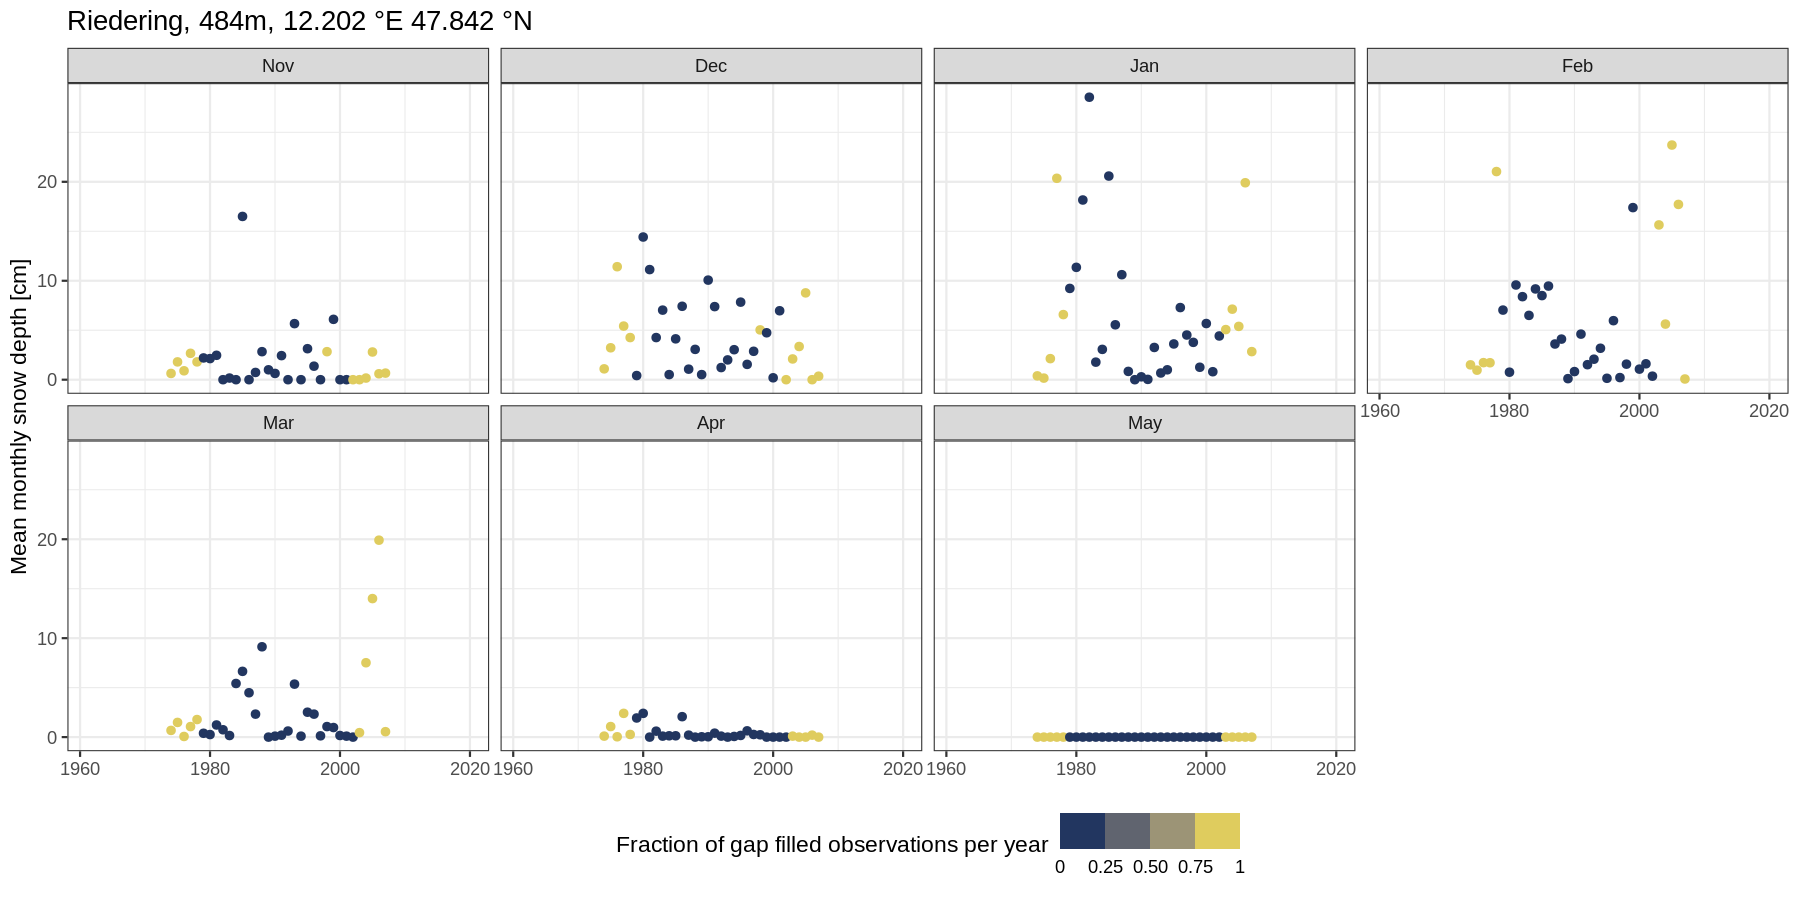 Riedering, 484m, 12.202 °E 47.842 °N
Nov Dec Jan Feb
Mean monthly snow depth [cm]
20
10
0
1960 1980 2000 2020
Mar Apr May
20
10
0
1960 1980 2000 2020 1960 1980 2000 2020 1960 1980 2000 2020
Fraction of gap filled observations per year
0 0.25 0.50 0.75 1